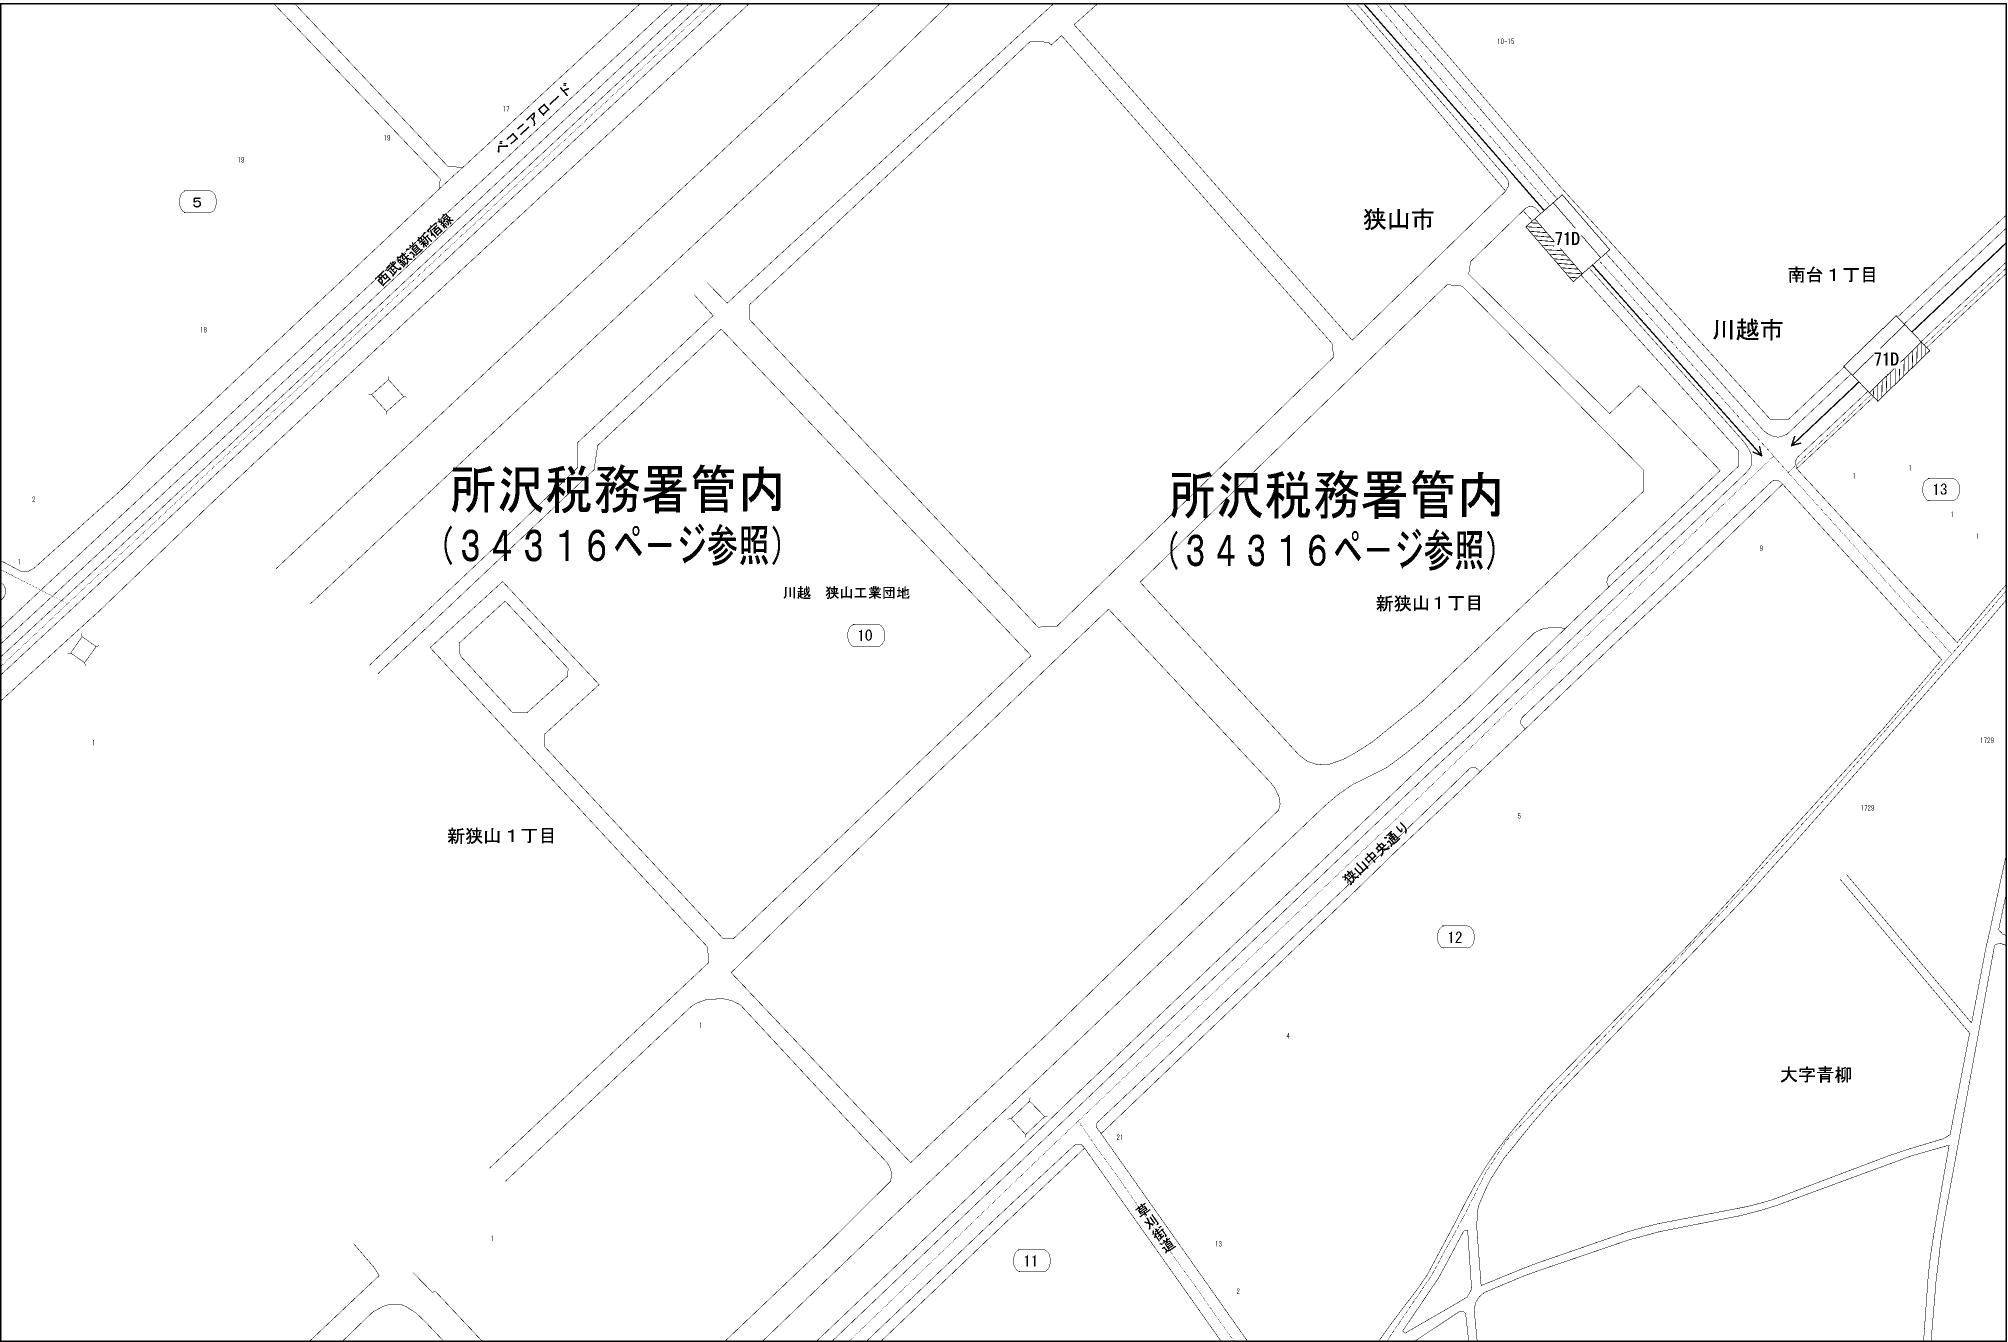 10-15
17
ベコニアロード
19
19
5
西武鉄道新宿線
狭山市
71D
南台１丁目
川越市
18
71D
所沢税務署管内
（３４３１６ページ参照）
所沢税務署管内
（３４３１６ページ参照）
2
1
1
13
1
1
9
1
川越　狭山工業団地
新狭山１丁目
10
1
1729
1729
5
新狭山１丁目
狭山中央通り
12
1
4
大字青柳
21
草刈街道
1
13
11
2